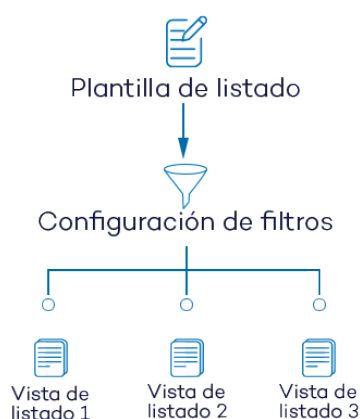 Plantilla de listado
Configuración de filtros
Vista de
listado 1
Vista de
listado 2
Vista de
listado 3